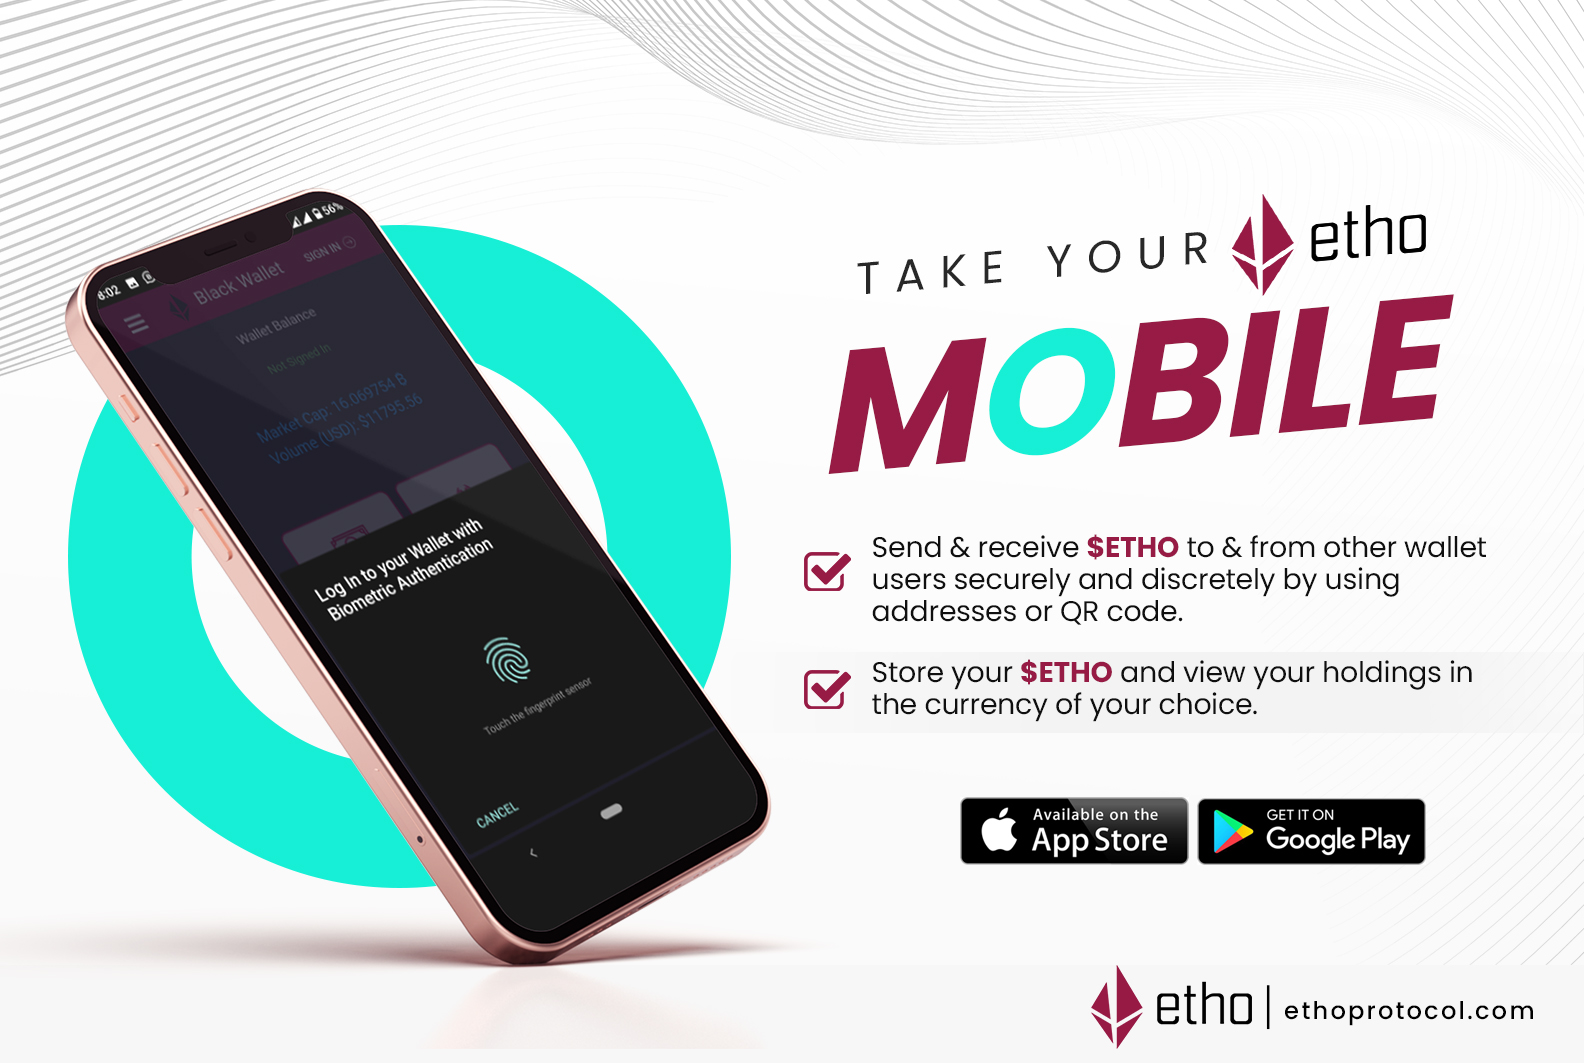 8:02
56%
Black Wallet
SIGN IN
Wallet Balance
Not Signed In
Market Cap: 16.069754 B
Volume (USD): $11795.56
Log In to your Wallet with
Biometric Authentication
Touch the fingerprint sensor
CANCEL
TAKE YOUR etho
MOBILE
Send & receive $ETHO to & from other wallet
users securely and discretely by using
addresses or QR code.
Store your $ETHO and view your holdings in
the currency of your choice.
Available on the
App Store
GET IT ON
Google Play
etho | ethoprotocol.com